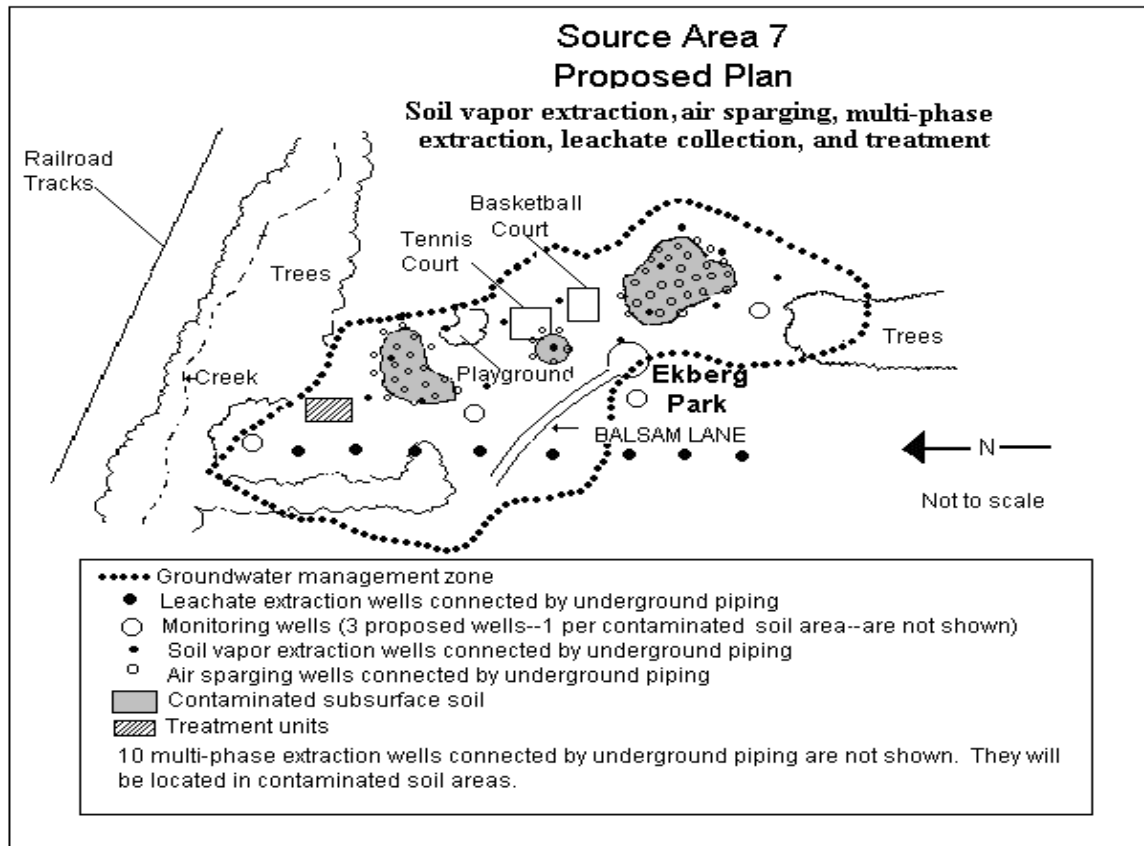 Source Area 7
Proposed Plan
Soil vapor extraction, air sparging, multi-phase
extraction, leachate collection, and treatment
Railroad
Tracks
Basketball
Court
Tennis
Court
Trees
Trees
Creek
Playground
Ekberg
Park
BALSAM LANE
N
Not to scale
Groundwater management zone
Leachate extraction wells connected by underground piping
Monitoring wells (3 proposed wells--1 per contaminated soil area--are not shown)
Soil vapor extraction wells connected by underground piping
Air sparging wells connected by underground piping
Contaminated subsurface soil
Treatment units
10 multi-phase extraction wells connected by underground piping are not shown. They will
be located in contaminated soil areas.